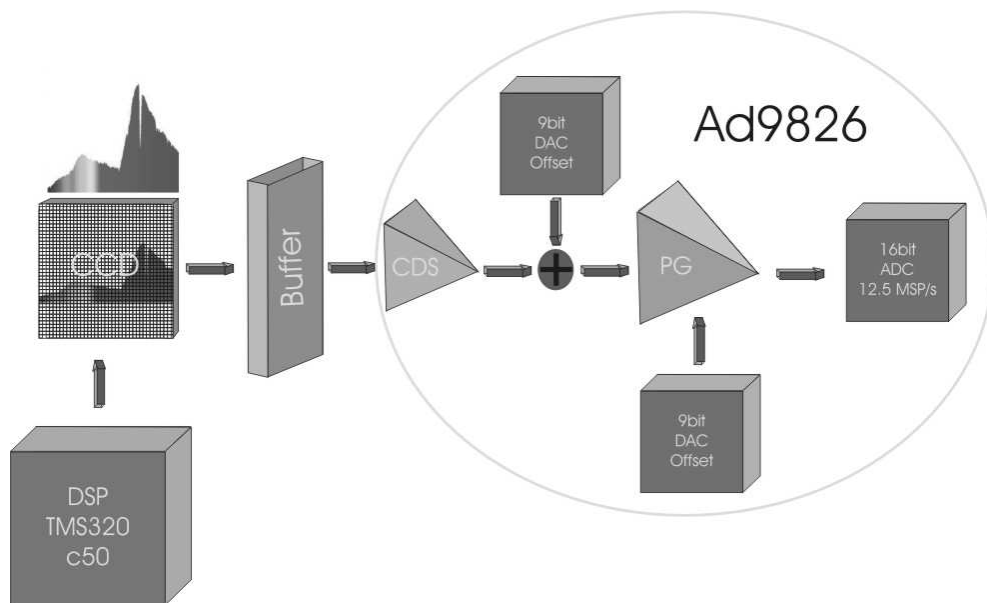 Ad9826
9bit
DAC
Offset
CCD
Buffer
CDS
PG
16bit
ADC
12.5 MSP/s
9bit
DAC
Offset
DSP
TMS320
c50